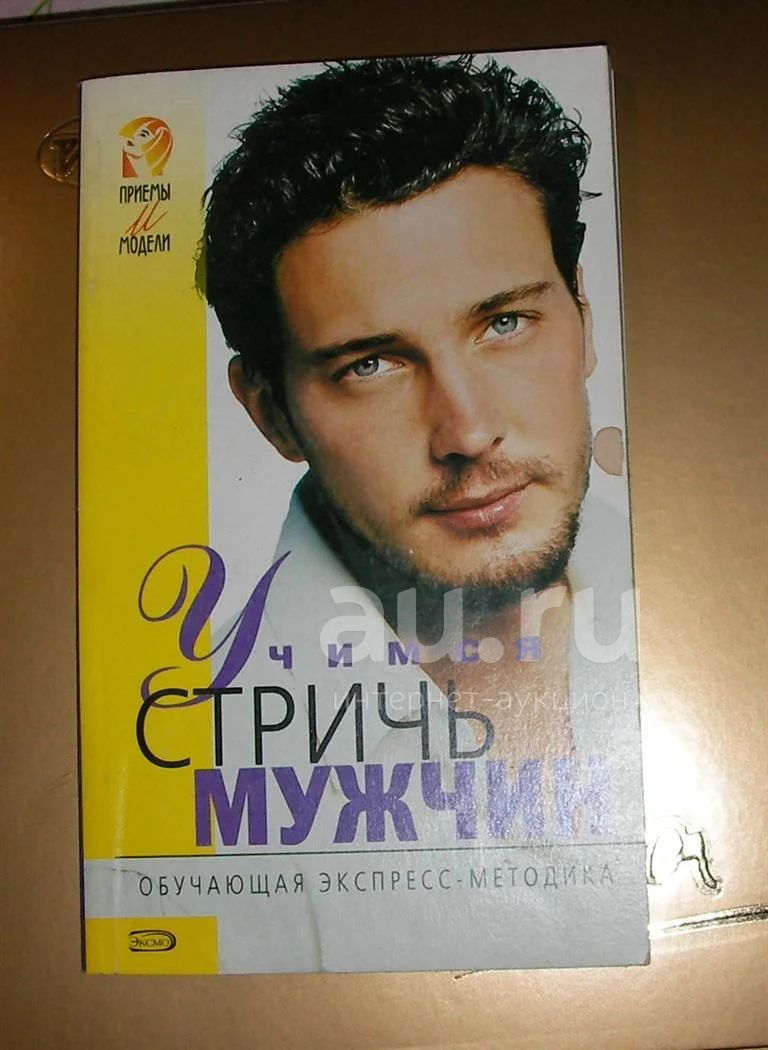 ПРИЕМЫ
И
МОДЕЛИ
Учимся
СТРИЧЬ
МУЖЧИН
ОБУЧАЮЩАЯ ЭКСПРЕСС-МЕТОДИКА
ЭКСМО
au.ru
интернет-аукцион